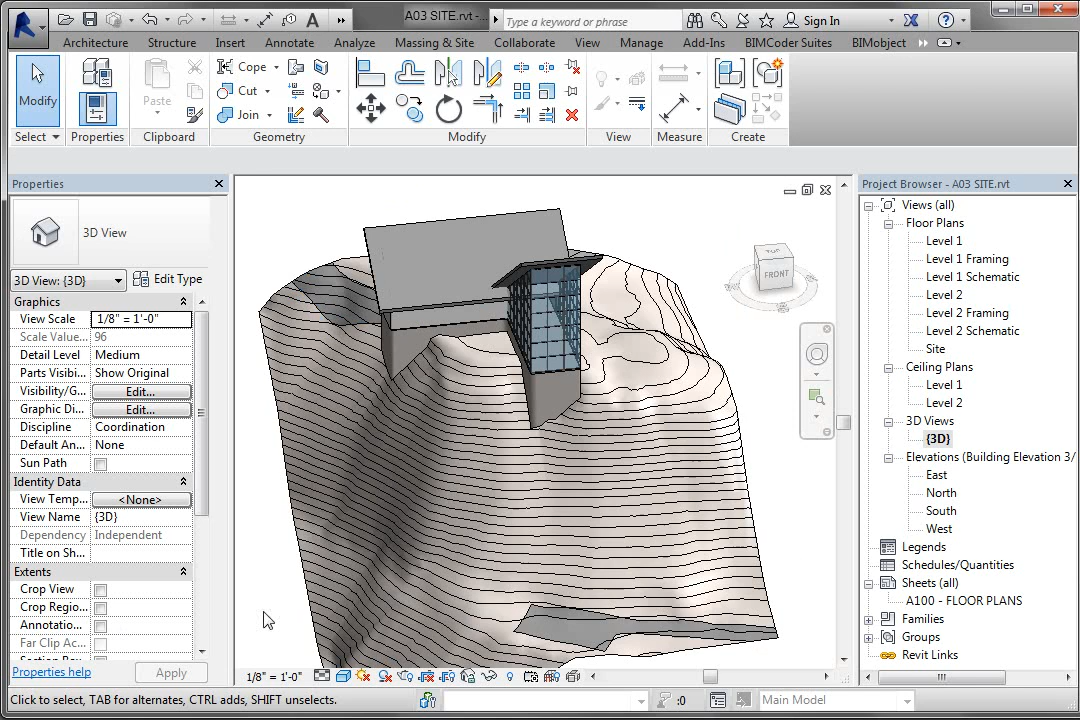 A03 SITE.rvt -...
Type a keyword or phrase
Sign In
Architecture
Structure
Insert
Annotate
Analyze
Massing & Site
Collaborate
View
Manage
Add-Ins
BIMCoder Suites
BIMobject
Modify
Paste
Cope
Cut
Join
Select
Properties
Clipboard
Geometry
Modify
View
Measure
Create
Properties
3D View
3D View: {3D}
Edit Type
Graphics
View Scale 1/8" = 1'-0"
Scale Value... 96
Detail Level Medium
Parts Visibi... Show Original
Visibility/G... Edit...
Graphic Di... Edit...
Discipline Coordination
Default An... None
Sun Path
Identity Data
View Temp... <None>
View Name {3D}
Dependency Independent
Title on Sh...
Extents
Crop View
Crop Regio...
Annotatio...
Far Clip Ac...
Properties help
Apply
TOP
FRONT
1/8" = 1'-0"
Project Browser - A03 SITE.rvt
Views (all)
Floor Plans
Level 1
Level 1 Framing
Level 1 Schematic
Level 2
Level 2 Framing
Level 2 Schematic
Site
Ceiling Plans
Level 1
Level 2
3D Views
{3D}
Elevations (Building Elevation 3/
East
North
South
West
Legends
Schedules/Quantities
Sheets (all)
A100 - FLOOR PLANS
Families
Groups
Revit Links
Click to select, TAB for alternates, CTRL adds, SHIFT unselects.
:0
Main Model